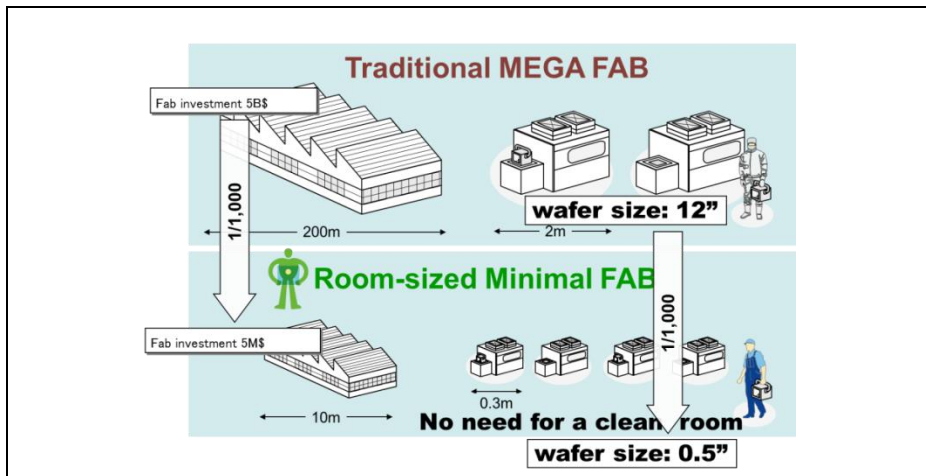 Traditional MEGA FAB
Fab investment 5B$
1/1,000
wafer size: 12”
200m
2m
Room-sized Minimal FAB
1/1,000
Fab investment 5M$
0.3m
10m
No need for a clean room
wafer size: 0.5”